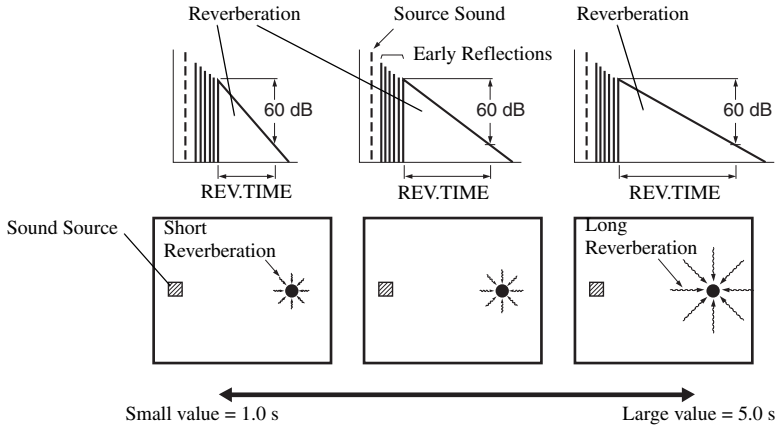 Reverberation
Source Sound
Reverberation
Early Reflections
60 dB
60 dB
60 dB
REV.TIME
REV.TIME
REV.TIME
Sound Source
Short
Reverberation
Long
Reverberation
Small value = 1.0 s
Large value = 5.0 s